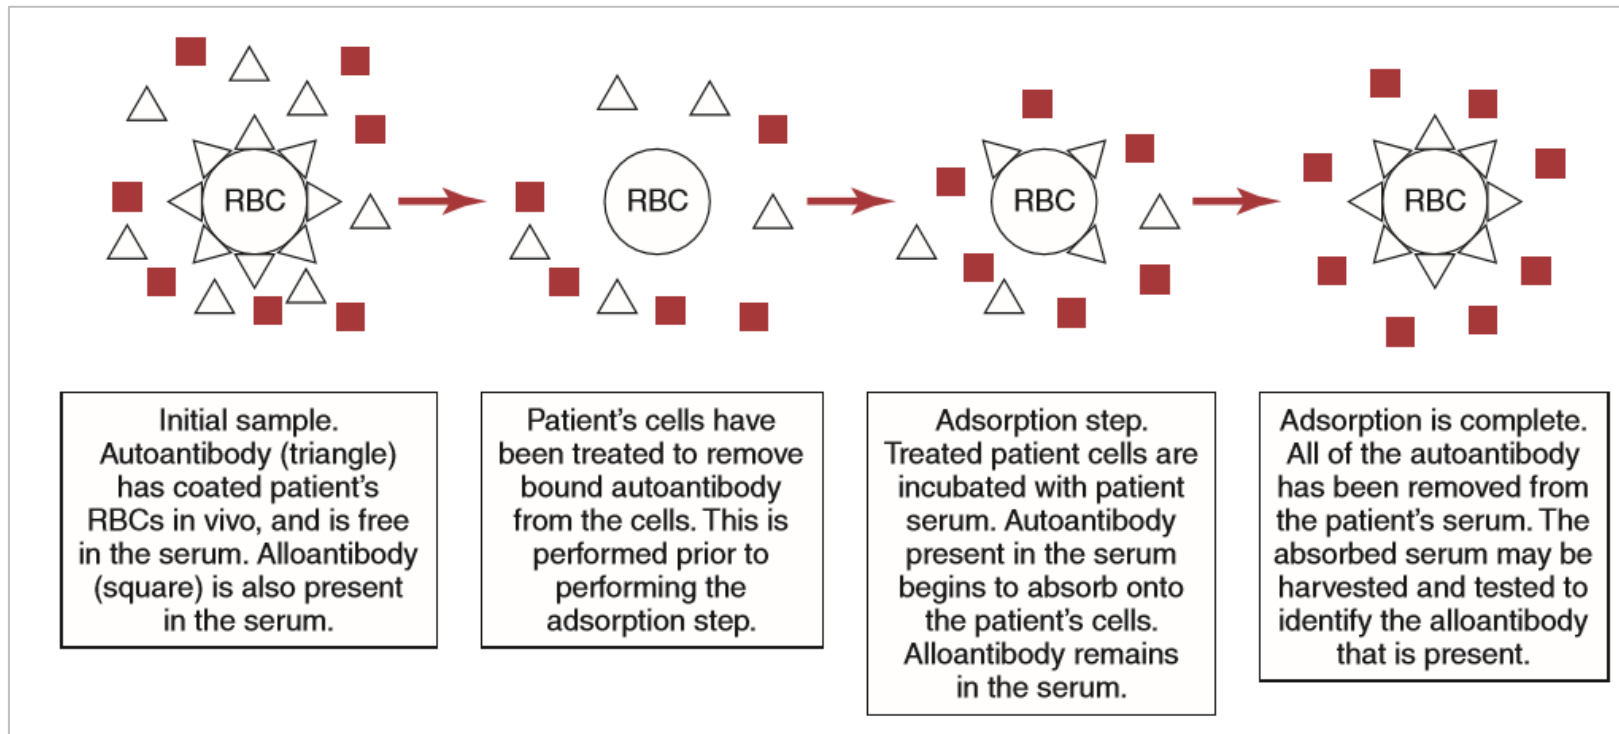 RBC
RBC
RBC
RBC
Initial sample.
Autoantibody (triangle)
has coated patient's
RBCs in vivo, and is free
in the serum. Alloantibody
(square) is also present
in the serum.
Patient's cells have
been treated to remove
bound autoantibody
from the cells. This is
performed prior to
performing the
adsorption step.
Adsorption step.
Treated patient cells are
incubated with patient
serum. Autoantibody
present in the serum
begins to absorb onto
the patient's cells.
Alloantibody remains
in the serum.
Adsorption is complete.
All of the autoantibody
has been removed from
the patient's serum. The
absorbed serum may be
harvested and tested to
identify the alloantibody
that is present.